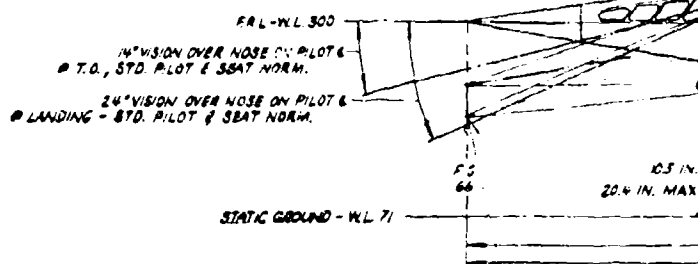 F.R.L - W.L. 300
14° VISION OVER NOSE ON PILOT ℄
@ T.O., STD. PILOT & SEAT NORM.
24° VISION OVER NOSE ON PILOT ℄
@ LANDING - STD. PILOT & SEAT NORM.
F.S
66
10.5 IN.
20.4 IN. MAX
STATIC GROUND - W.L. 71